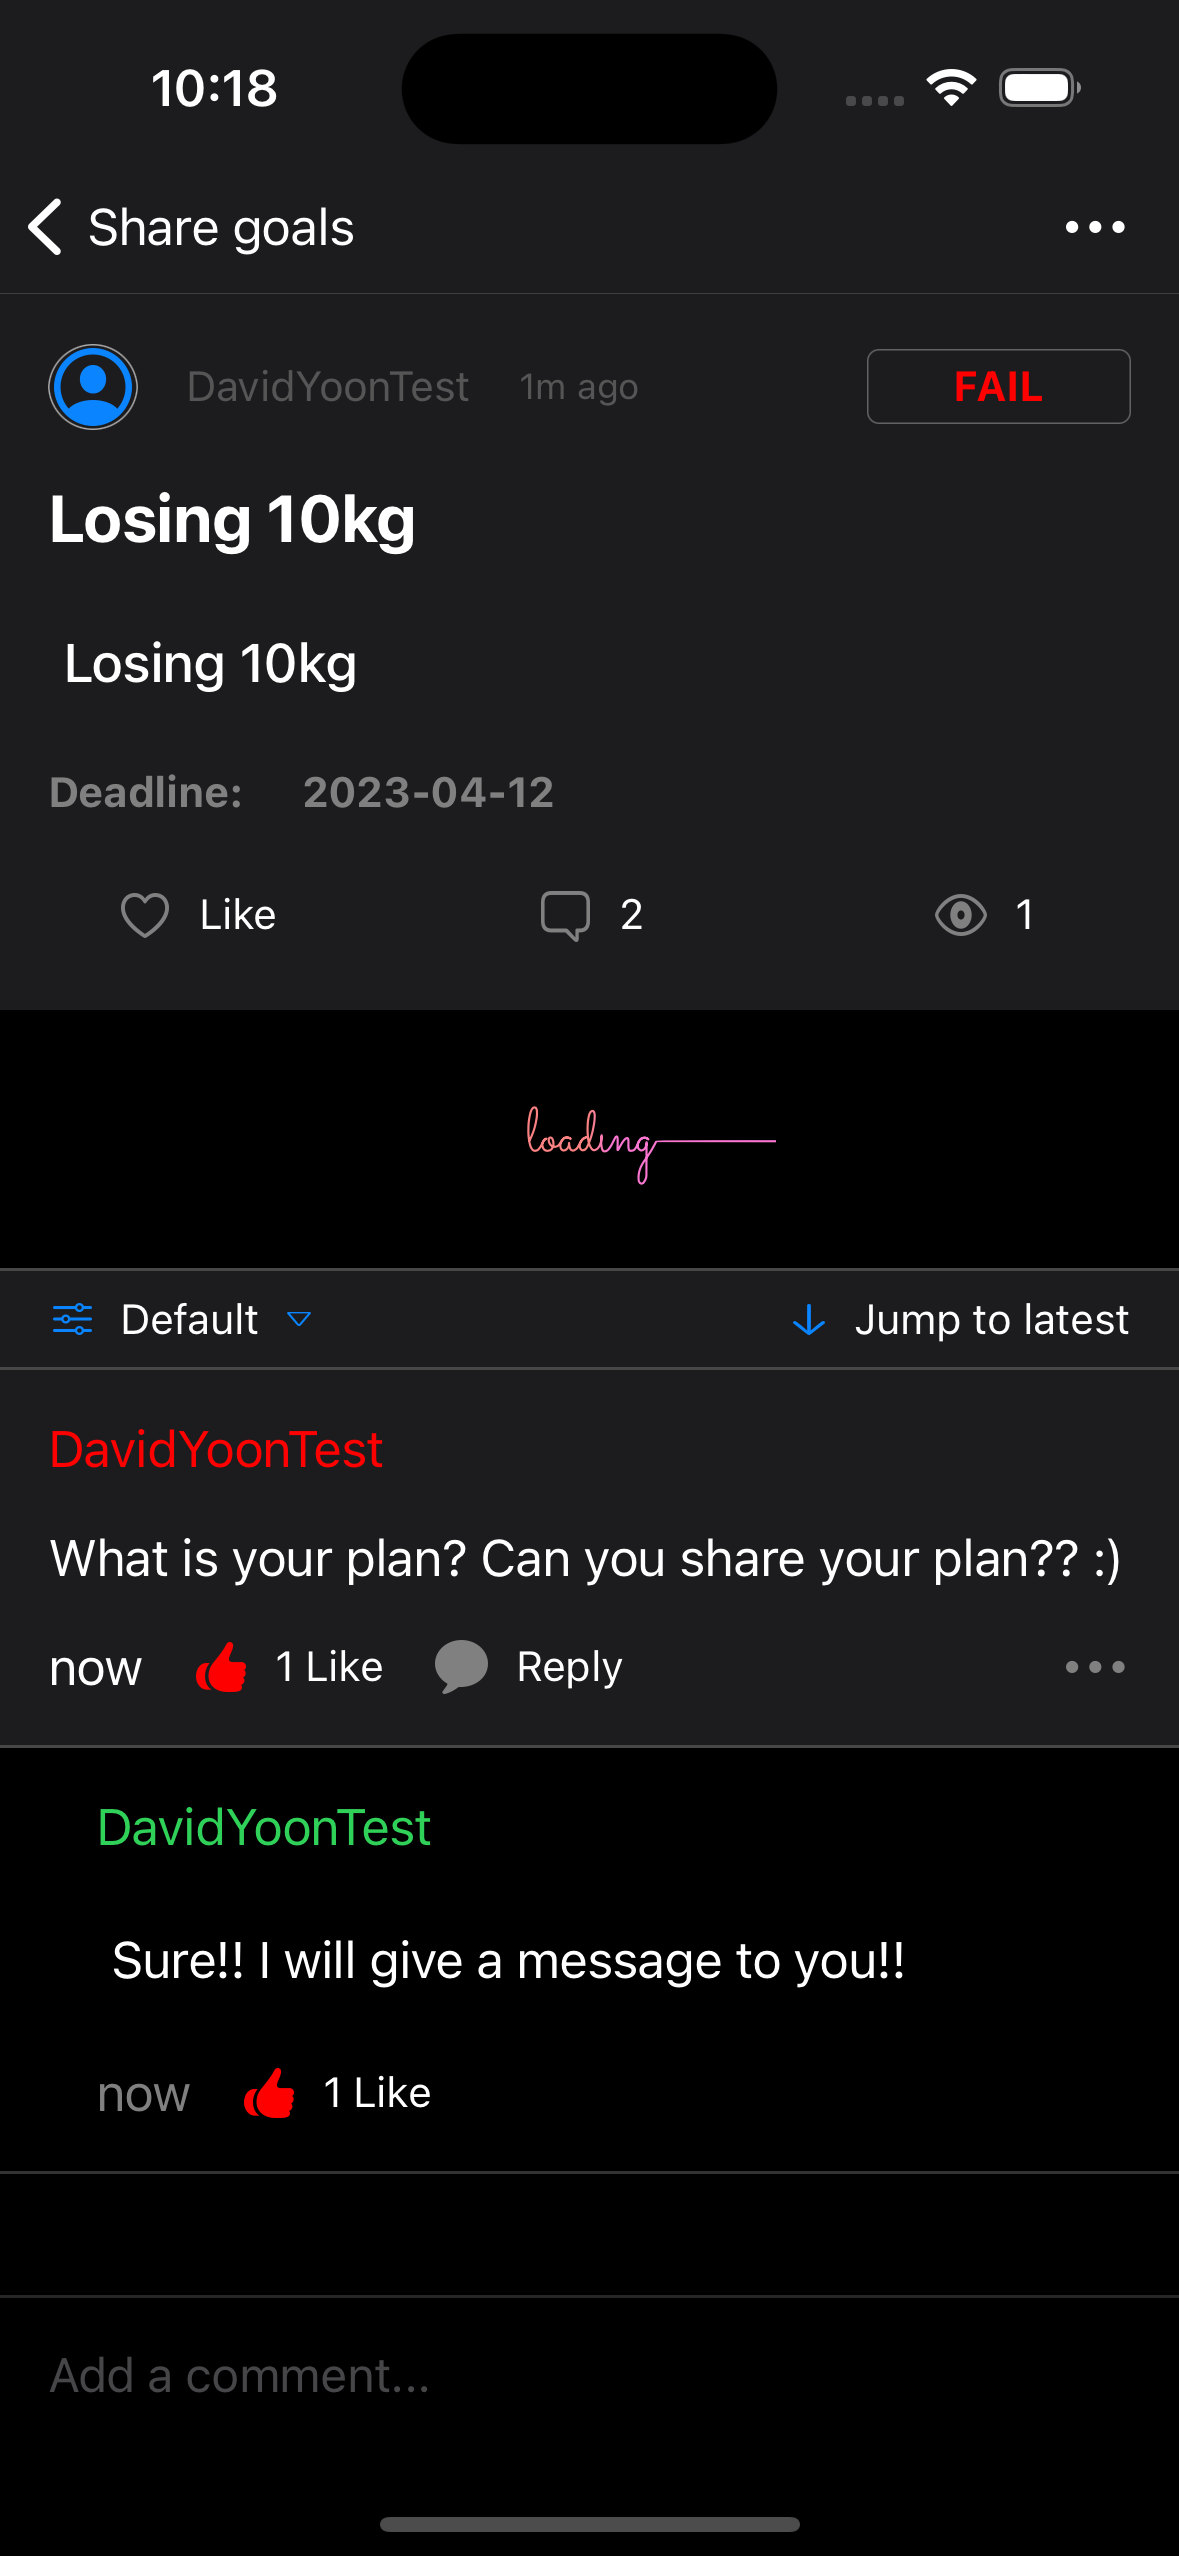 10:18
Share goals
DavidYoonTest 1m ago FAIL
Losing 10kg
Losing 10kg
Deadline: 2023-04-12
Like 2 1
loading
Default Jump to latest
DavidYoonTest
What is your plan? Can you share your plan?? :)
now 1 Like Reply
DavidYoonTest
Sure!! I will give a message to you!!
now 1 Like
Add a comment...